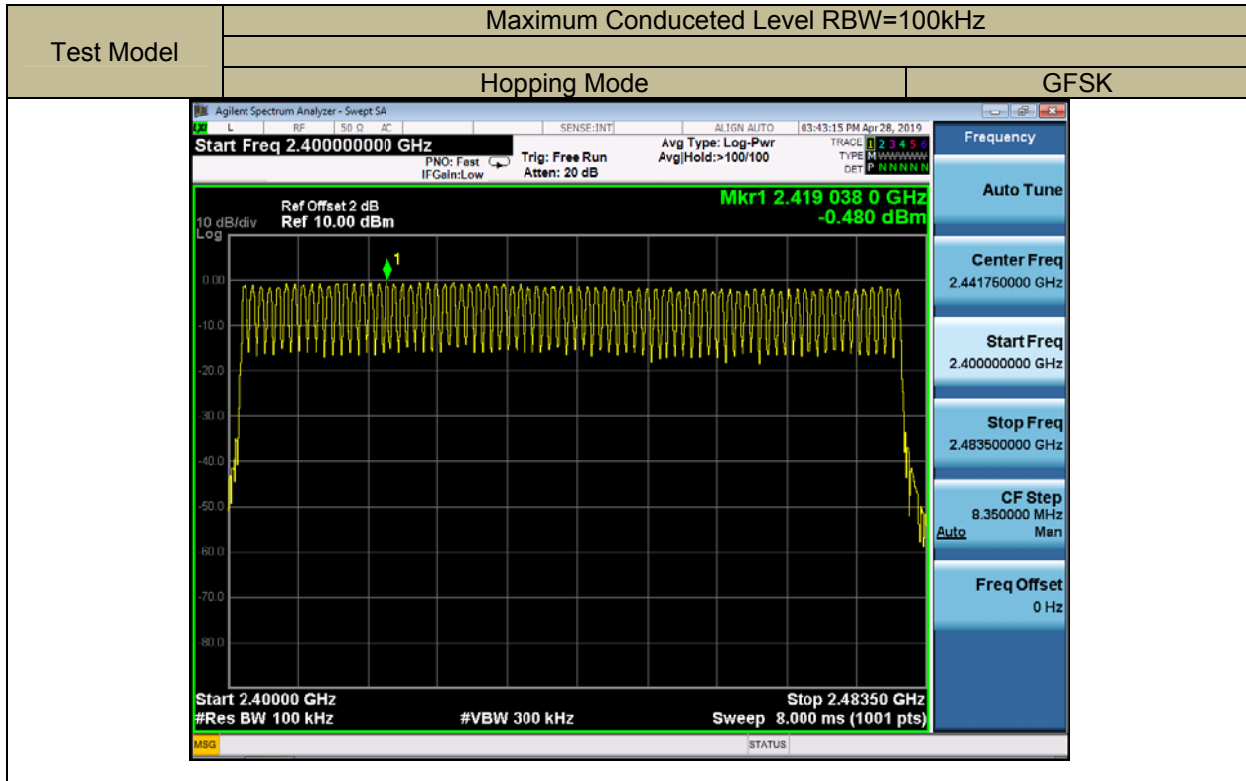 Maximum Conduceted Level RBW=100kHz
Test Model
Hopping Mode GFSK
Agilent Spectrum Analyzer - Swept SA
LXI L RF 50 Ω AC SENSE:INT ALIGN AUTO 03:43:15 PM Apr 28, 2019
Start Freq 2.400000000 GHz
PNO: Fast
IFGain:Low
Trig: Free Run
Atten: 20 dB
Avg Type: Log-Pwr
Avg|Hold:>100/100
TRACE 1 2 3 4 5 6
TYPE M
DET P N N N N N
Frequency
Auto Tune
Mkr1 2.419 038 0 GHz
-0.480 dBm
Ref Offset 2 dB
10 dB/div Ref 10.00 dBm
Log
1
0.00
-10.0
-20.0
-30.0
-40.0
-50.0
-60.0
-70.0
-80.0
Center Freq
2.441750000 GHz
Start Freq
2.400000000 GHz
Stop Freq
2.483500000 GHz
CF Step
8.350000 MHz
Auto Man
Freq Offset
0 Hz
Start 2.40000 GHz Stop 2.48350 GHz
#Res BW 100 kHz #VBW 300 kHz Sweep 8.000 ms (1001 pts)
MSG STATUS